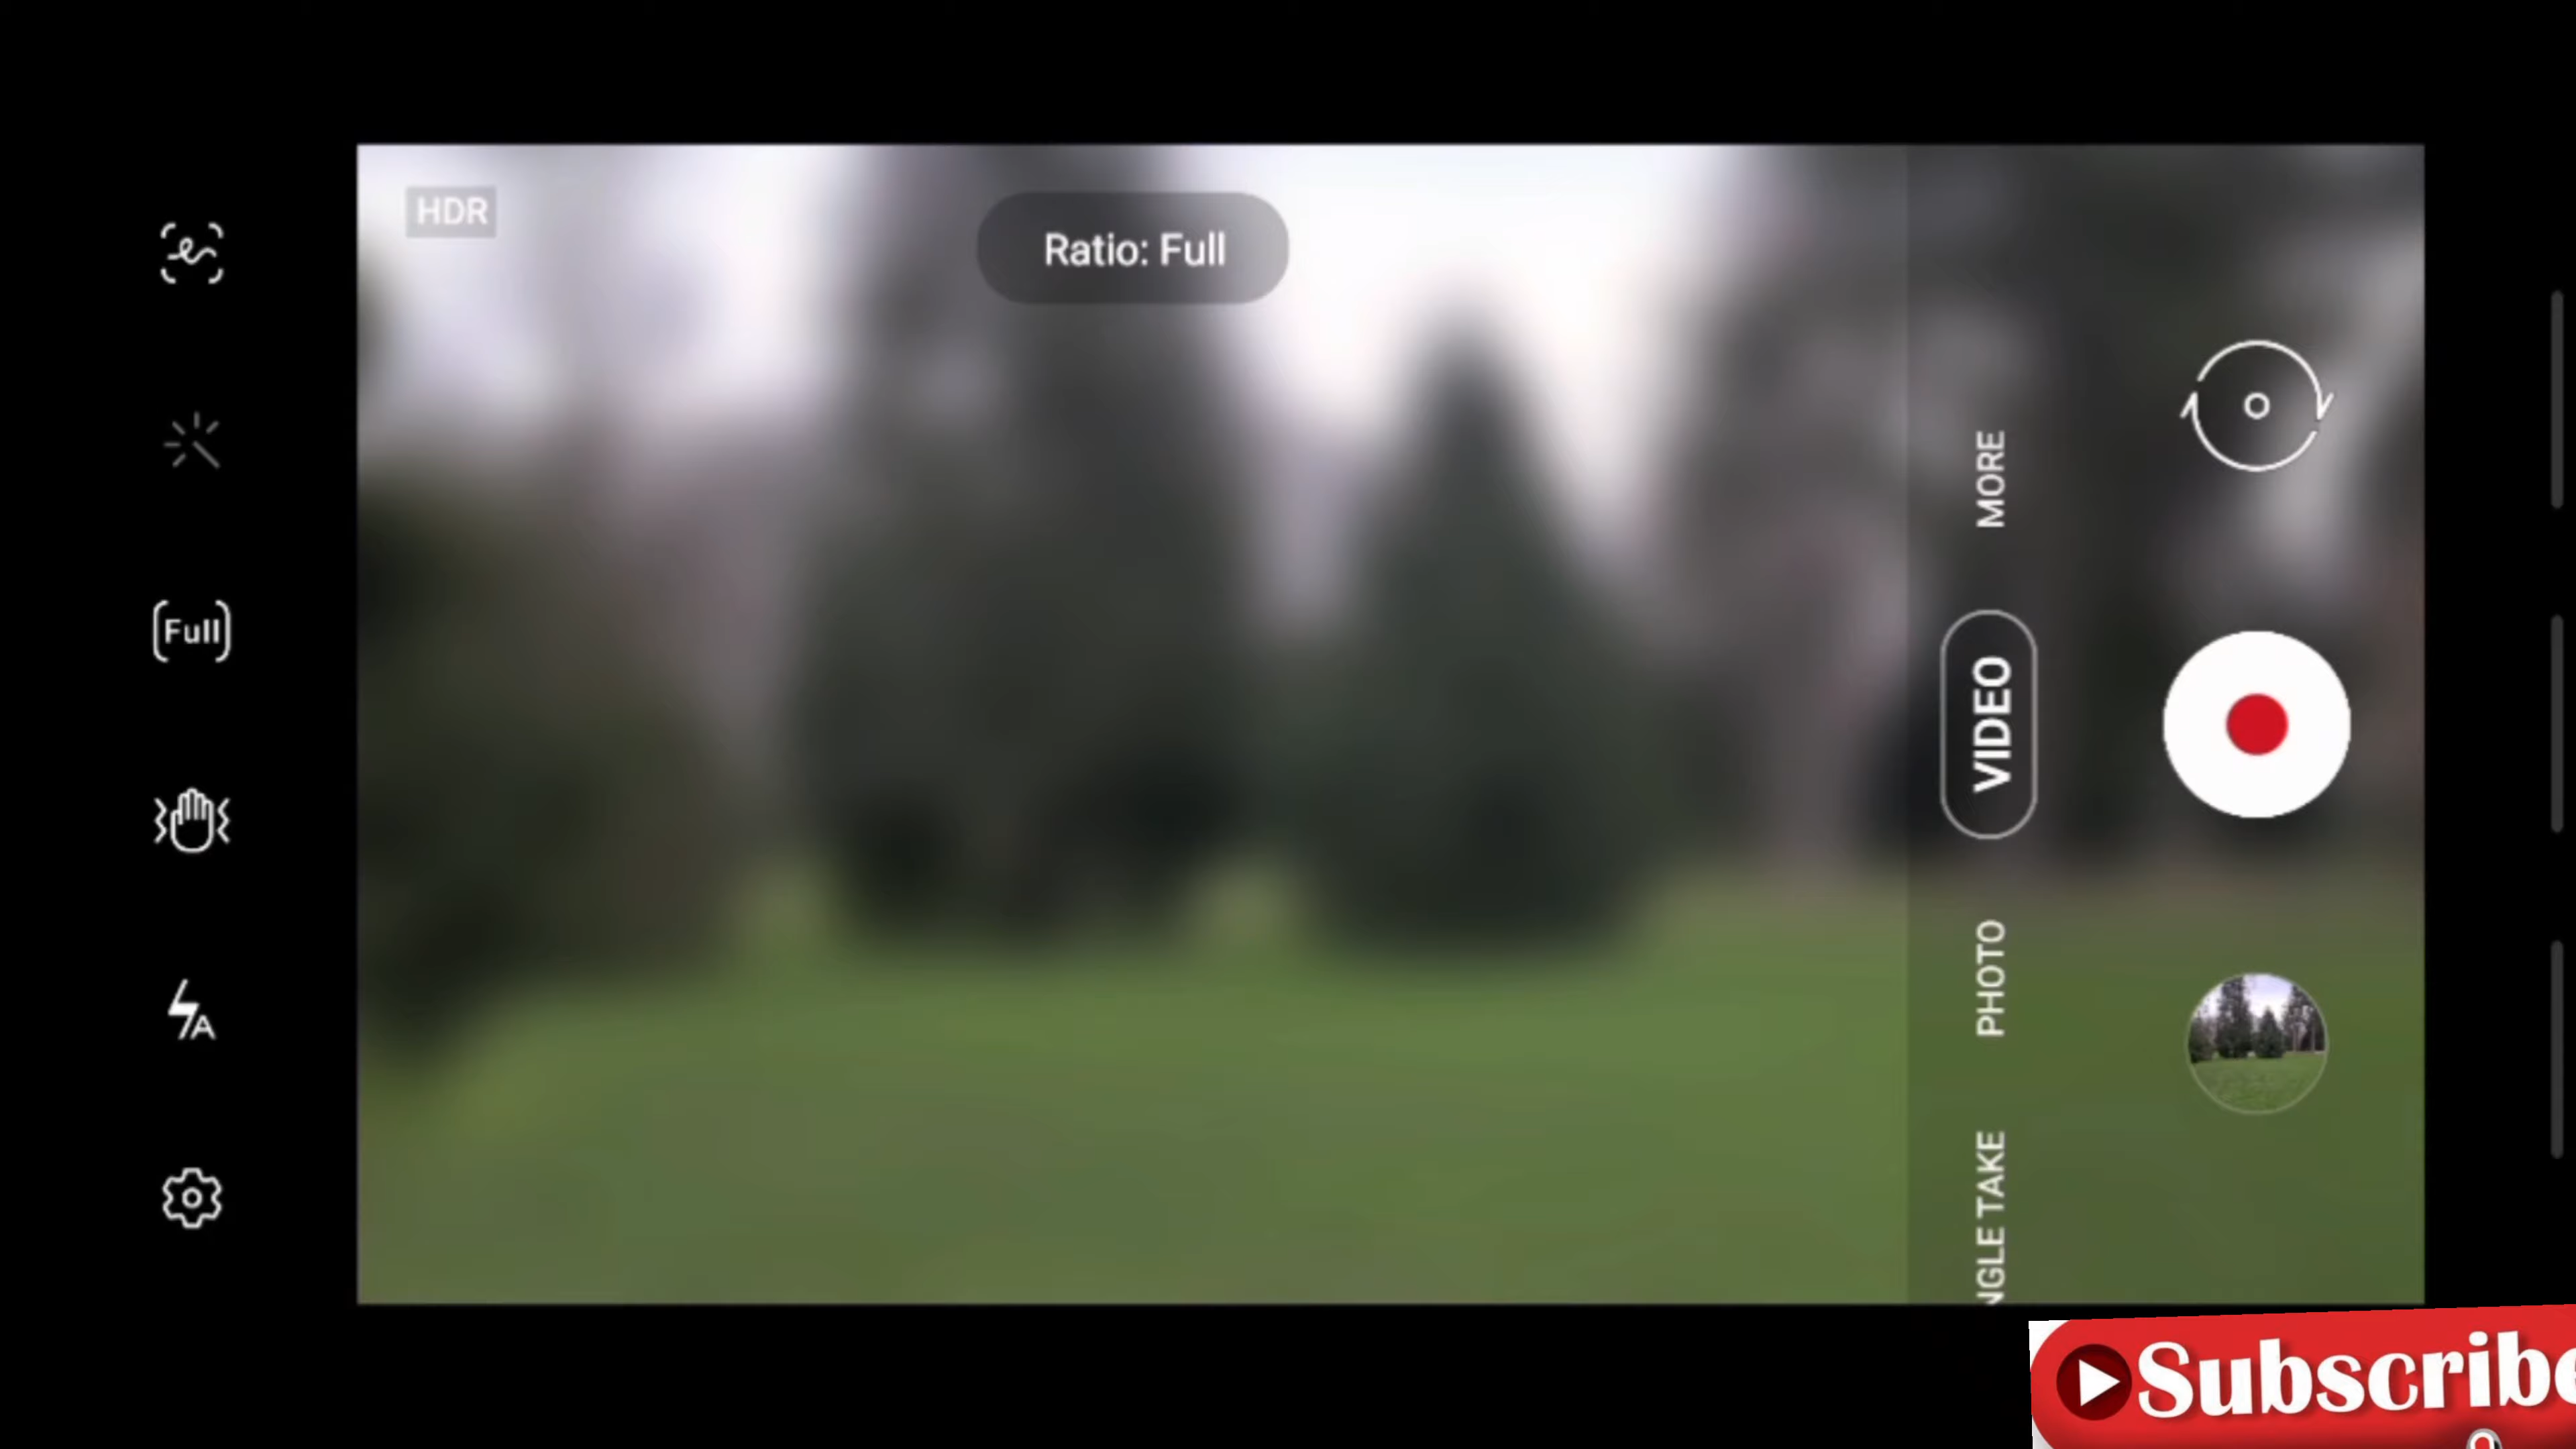 HDR
Ratio: Full
Full
A
MORE
VIDEO
PHOTO
NGLE TAKE
Subscribe